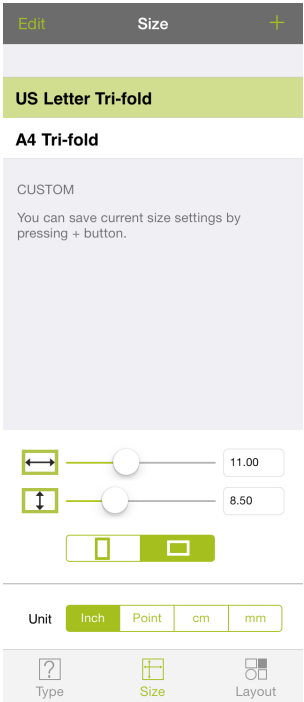 Edit Size +
US Letter Tri-fold
A4 Tri-fold
CUSTOM
You can save current size settings by
pressing + button.
11.00
8.50
Unit Inch Point cm mm
?
Type Size Layout